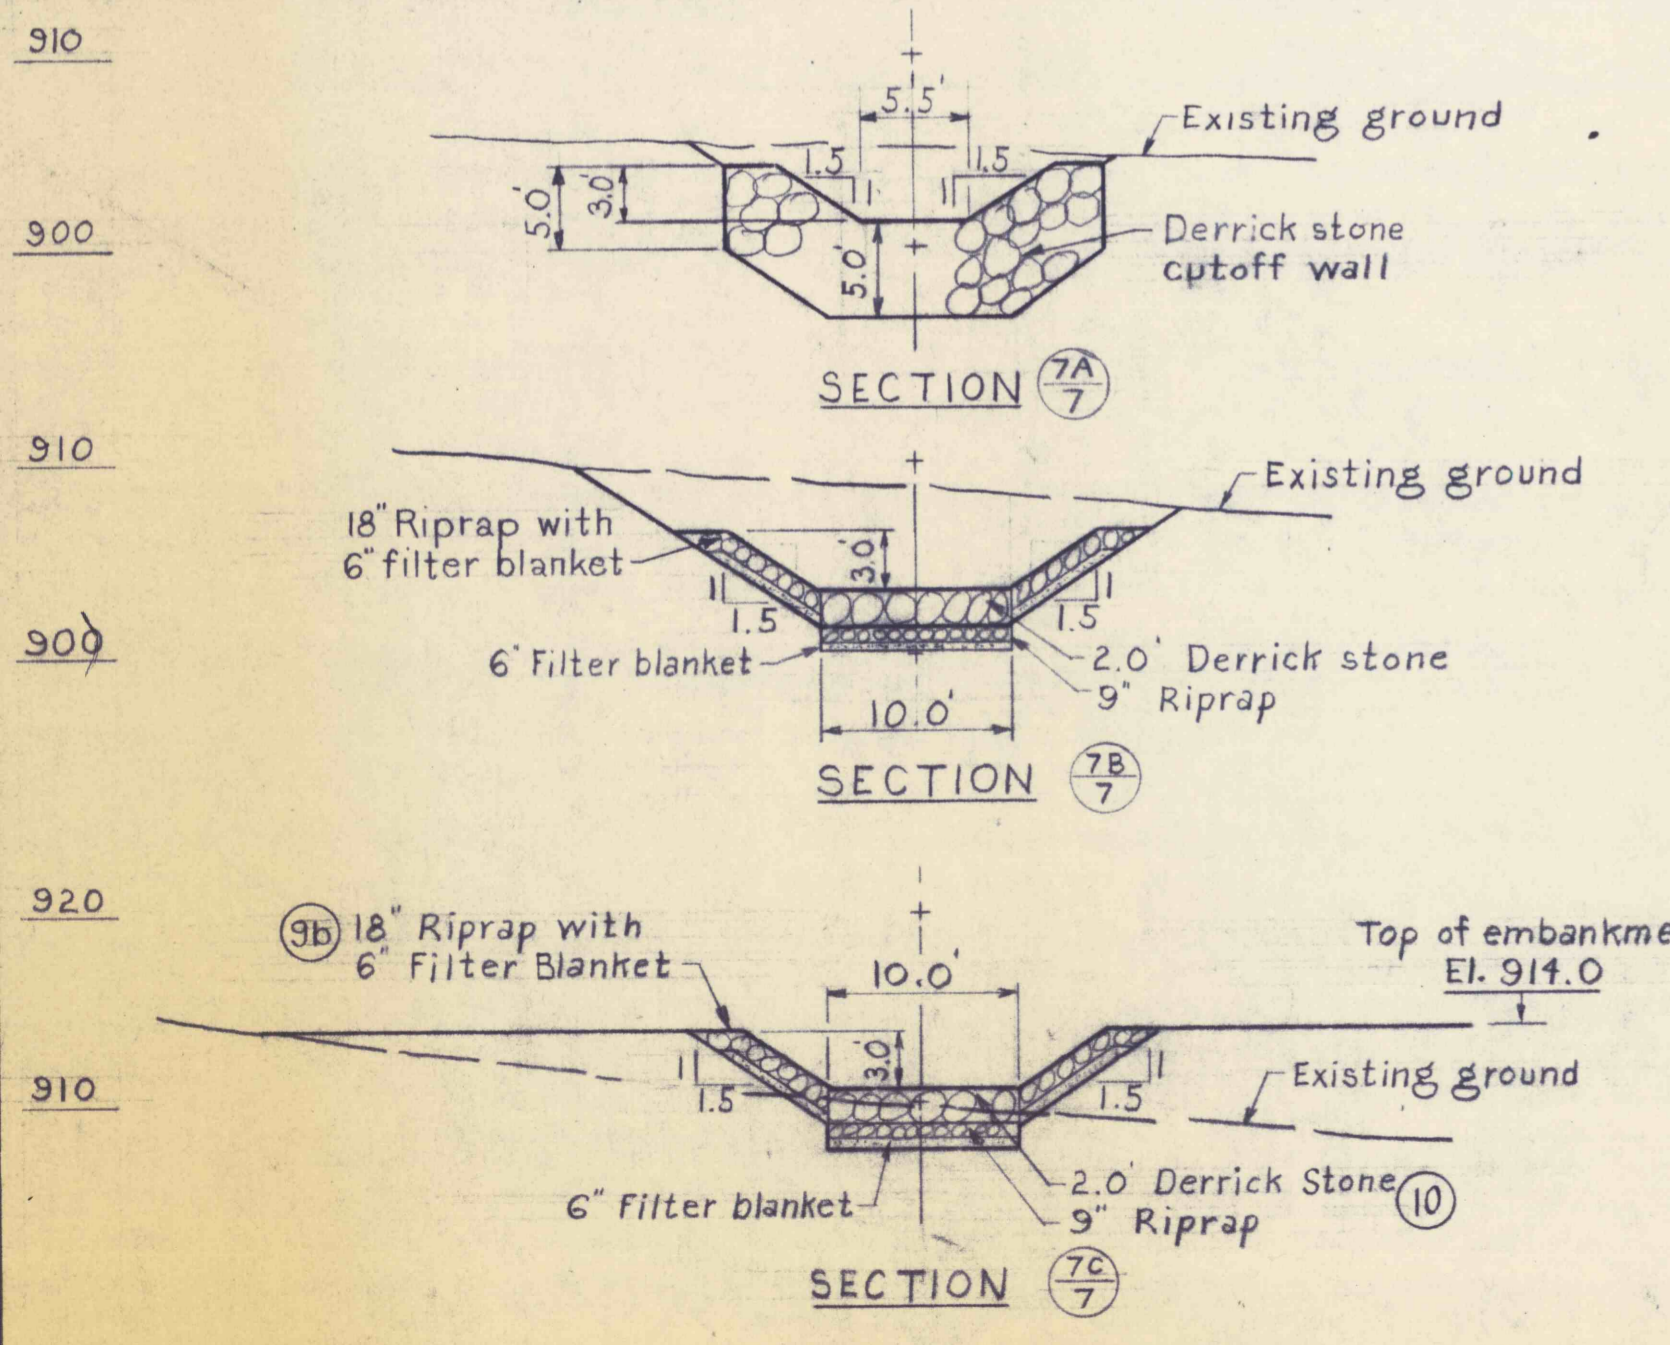 910
5.5'
Existing ground
1.5
1.5
1
1
5.0'
3.0'
900
5.0'
Derrick stone
cutoff wall
SECTION 7A/7
910
Existing ground
18" Riprap with
6" filter blanket
3.0'
1
1.5
1
1.5
900
6" Filter blanket
2.0' Derrick stone
9" Riprap
10.0'
SECTION 7B/7
920
9b 18" Riprap with
6" Filter Blanket
10.0'
Top of embankme
El. 914.0
3.0'
1
1.5
1
1.5
910
Existing ground
6" Filter blanket
2.0' Derrick Stone 10
9" Riprap
SECTION 7C/7